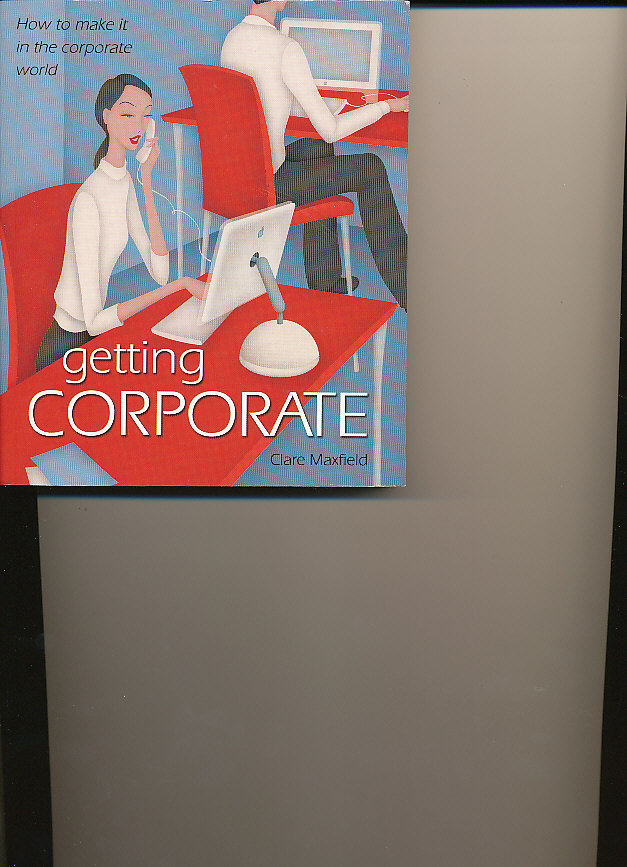 How to make it
in the corporate
world
getting
CORPORATE
Clare Maxfield